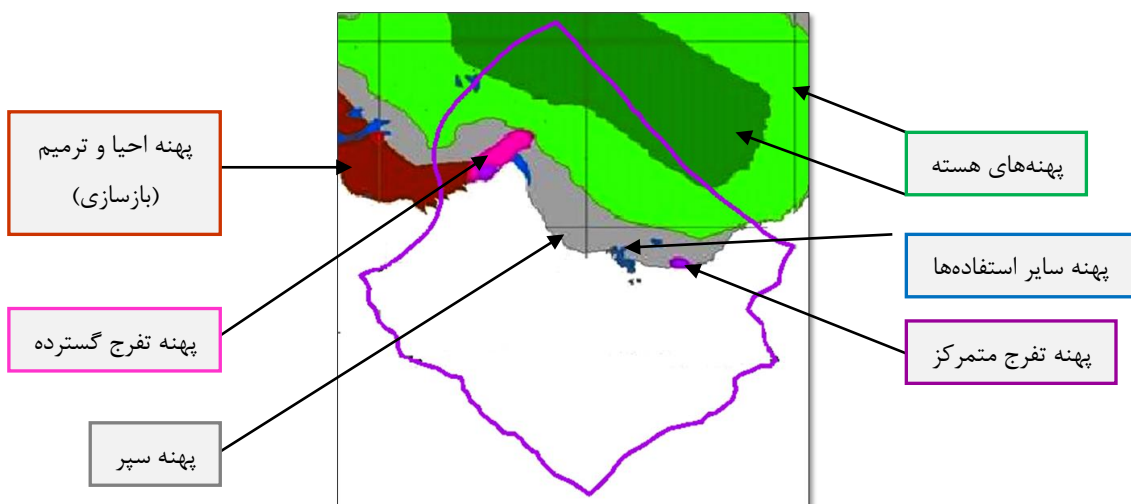 پهنه احیا و ترمیم
(بازسازی)
پهنه‌های هسته
پهنه سایر استفاده‌ها
پهنه تفرج گسترده
پهنه تفرج متمرکز
پهنه سپر